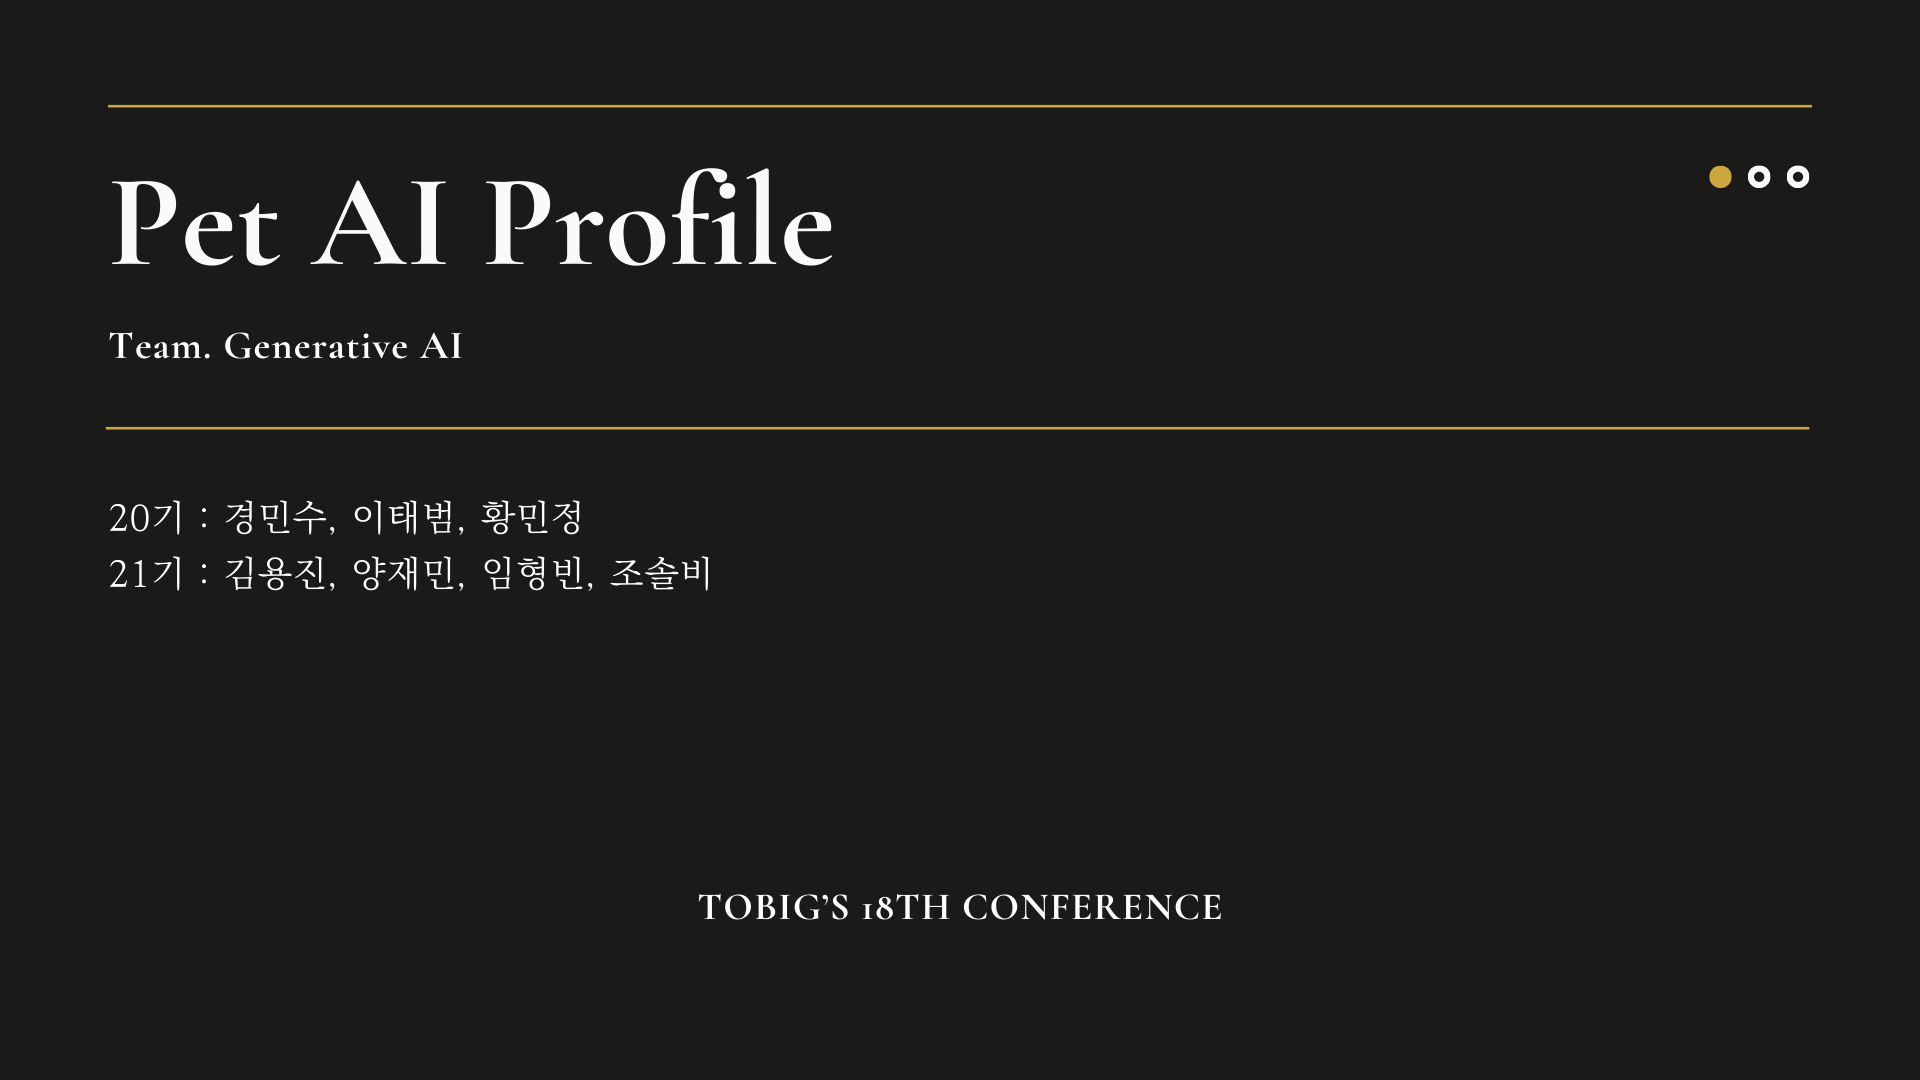 Pet AI Profile
Team. Generative AI
20기 : 경민수, 이태범, 황민정
21기 : 김용진, 양재민, 임형빈, 조솔비
TOBIG’S 18TH CONFERENCE